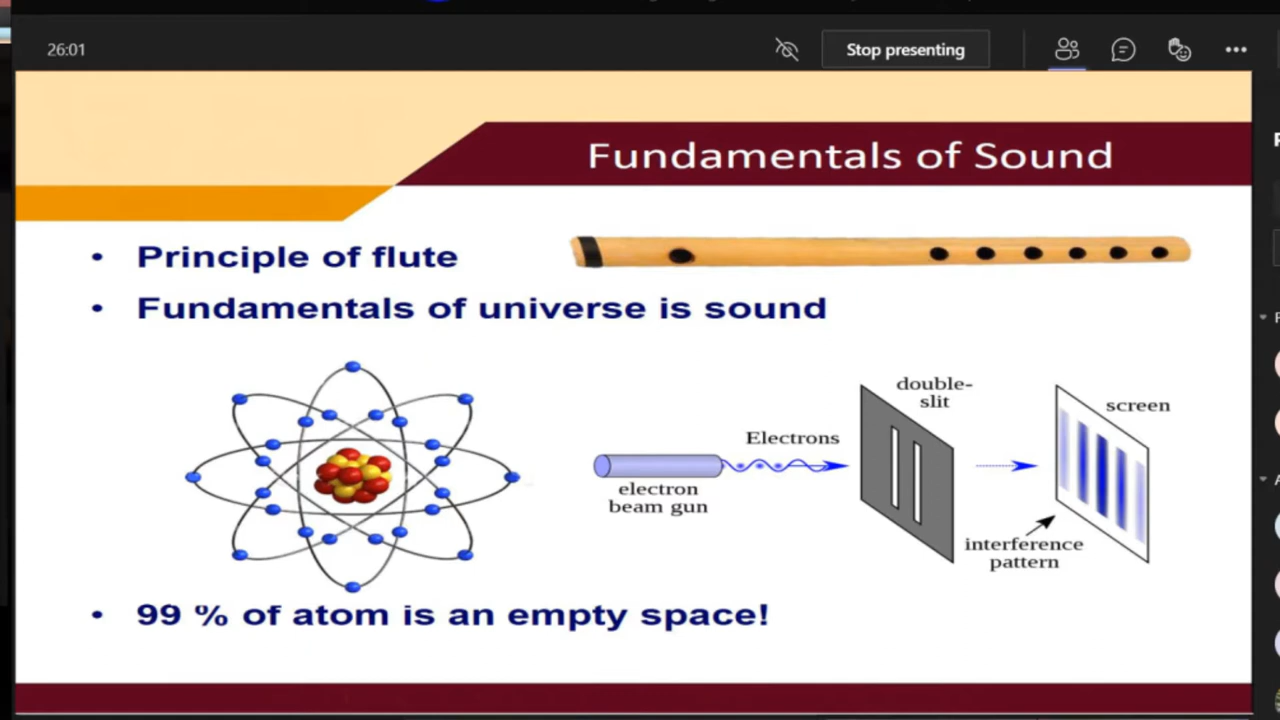 26:01
Stop presenting
Fundamentals of Sound
• Principle of flute
• Fundamentals of universe is sound
double-
slit
screen
Electrons
electron
beam gun
interference
pattern
• 99 % of atom is an empty space!